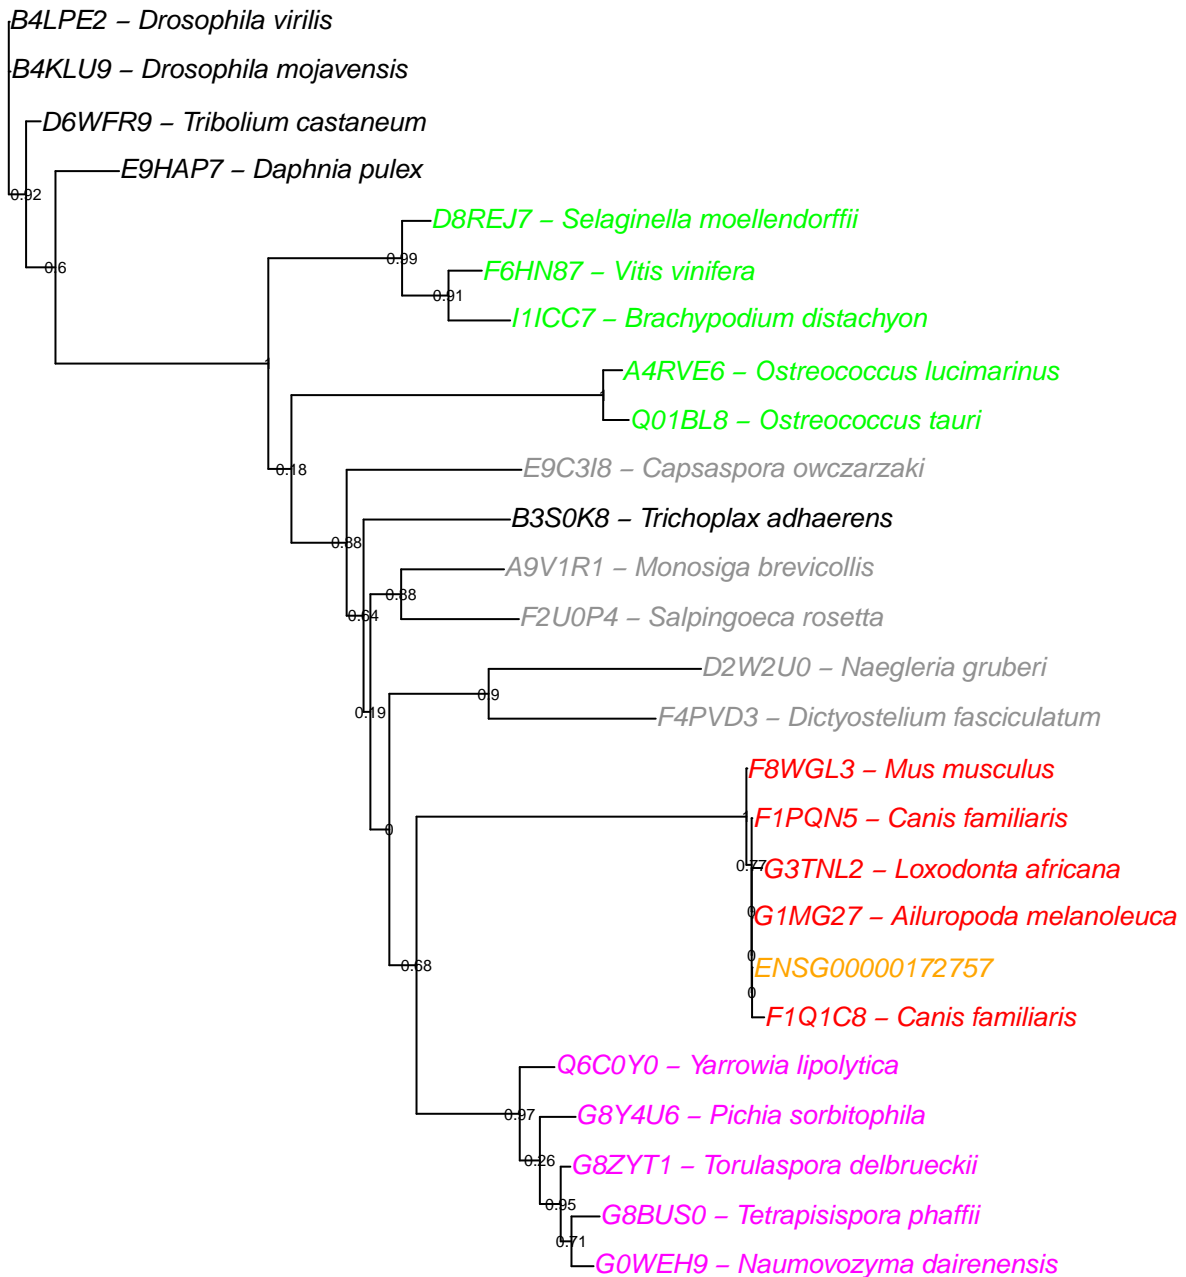 B4LPE2 – Drosophila virilis
B4KLU9 – Drosophila mojavensis
D6WFR9 – Tribolium castaneum
E9HAP7 – Daphnia pulex
0.92
D8REJ7 – Selaginella moellendorffii
0.99
0.6
F6HN87 – Vitis vinifera
0.91
I1ICC7 – Brachypodium distachyon
1
A4RVE6 – Ostreococcus lucimarinus
1
Q01BL8 – Ostreococcus tauri
0.18
E9C3I8 – Capsaspora owczarzaki
B3S0K8 – Trichoplax adhaerens
0.88
A9V1R1 – Monosiga brevicollis
0.88
0.64
F2U0P4 – Salpingoeca rosetta
D2W2U0 – Naegleria gruberi
0.9
0.19
F4PVD3 – Dictyostelium fasciculatum
F8WGL3 – Mus musculus
1
F1PQN5 – Canis familiaris
0
0.77
G3TNL2 – Loxodonta africana
0
G1MG27 – Ailuropoda melanoleuca
0
0.68
ENSG00000172757
0
F1Q1C8 – Canis familiaris
Q6C0Y0 – Yarrowia lipolytica
0.97
G8Y4U6 – Pichia sorbitophila
0.26
G8ZYT1 – Torulaspora delbrueckii
0.95
G8BUS0 – Tetrapisispora phaffii
0.71
G0WEH9 – Naumovozyma dairenensis